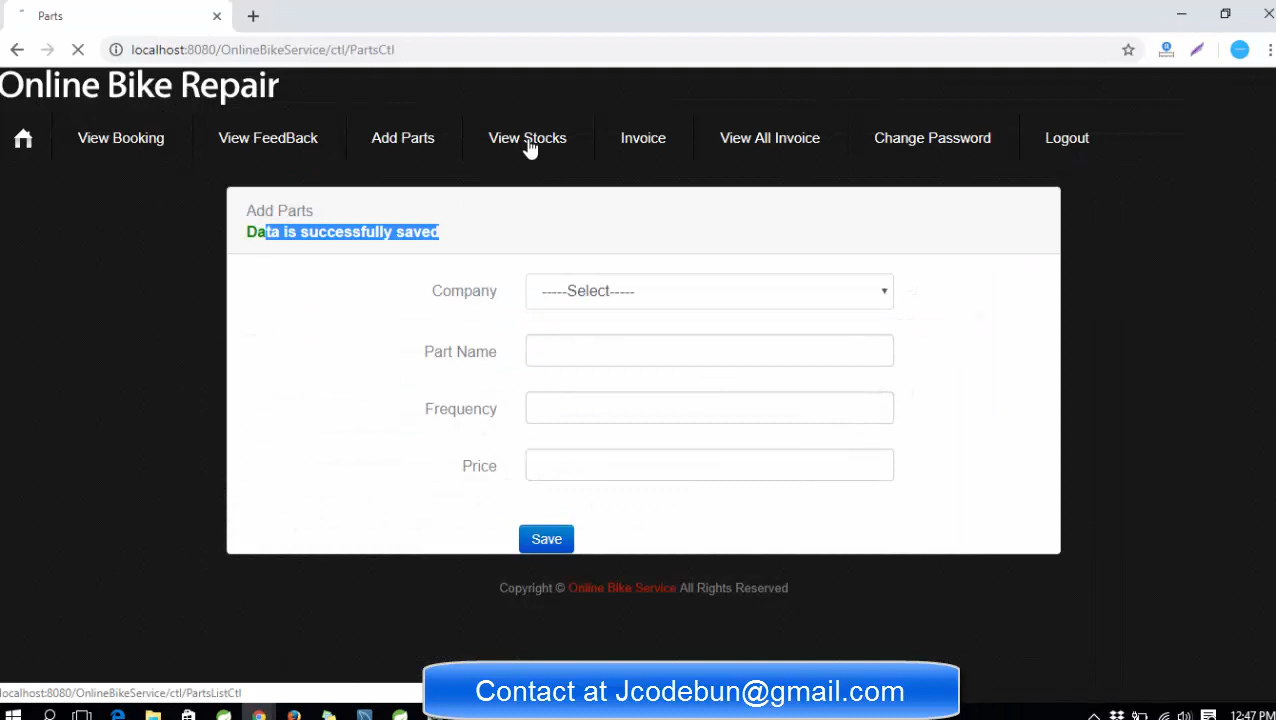 Parts
localhost:8080/OnlineBikeService/ctl/PartsCtl
Online Bike Repair
View Booking
View FeedBack
Add Parts
View Stocks
Invoice
View All Invoice
Change Password
Logout
Add Parts
Data is successfully saved
Company
-----Select-----
Part Name
Frequency
Price
Save
Copyright © Online Bike Service All Rights Reserved
localhost:8080/OnlineBikeService/ctl/PartsListCtl
Contact at Jcodebun@gmail.com
12:47 PM